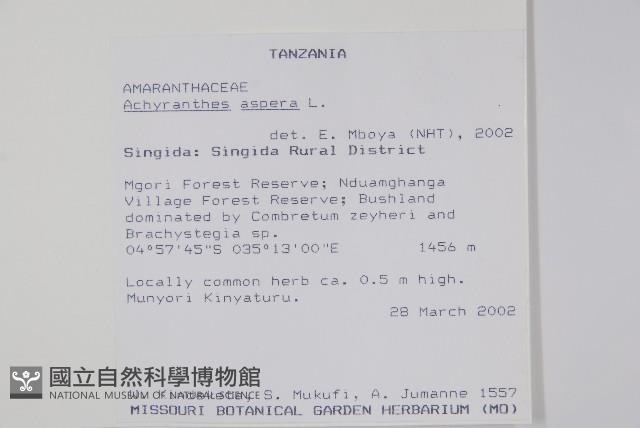 TANZANIA
AMARANTHACEAE
Achyranthes aspera L.
det. E. Mboya (NHT), 2002
Singida: Singida Rural District
Mgori Forest Reserve; Nduamghanga
Village Forest Reserve; Bushland
dominated by Combretum zeyheri and
Brachystegia sp.
04°57'45"S 035°13'00"E 1456 m
Locally common herb ca. 0.5 m high.
Munyori Kinyaturu.
28 March 2002
國立自然科學博物館
NATIONAL MUSEUM OF NATURAL SCIENCE
S. Mukufi, A. Jumanne 1557
MISSOURI BOTANICAL GARDEN HERBARIUM (MO)